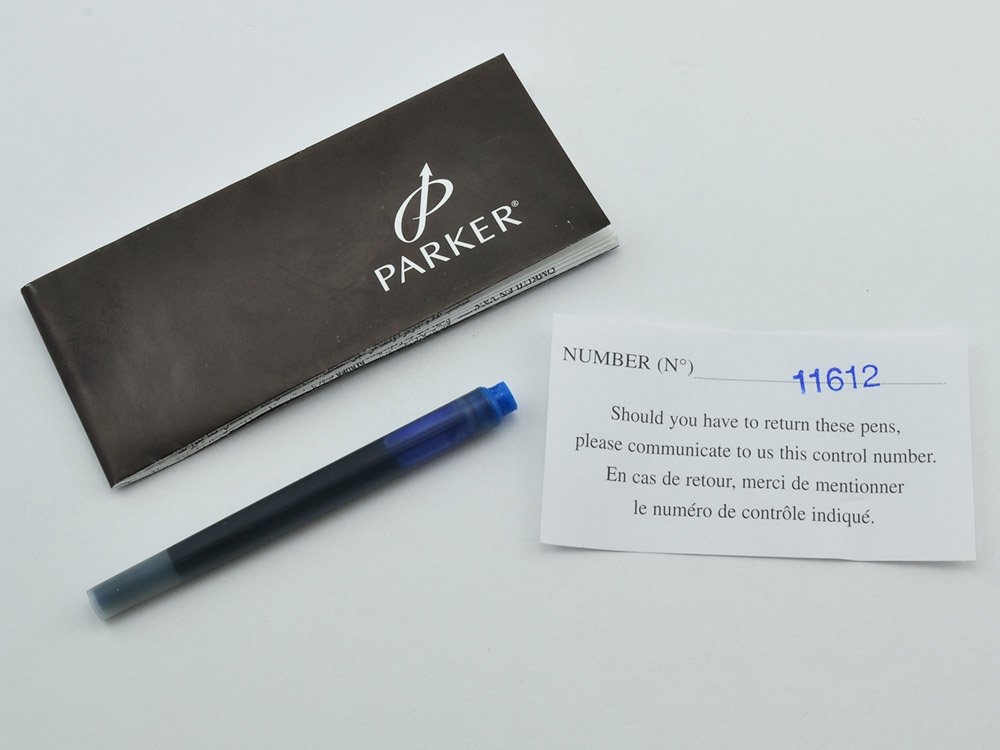 PARKER®
NUMBER (N°) 11612
Should you have to return these pens,
please communicate to us this control number.
En cas de retour, merci de mentionner
le numéro de contrôle indiqué.